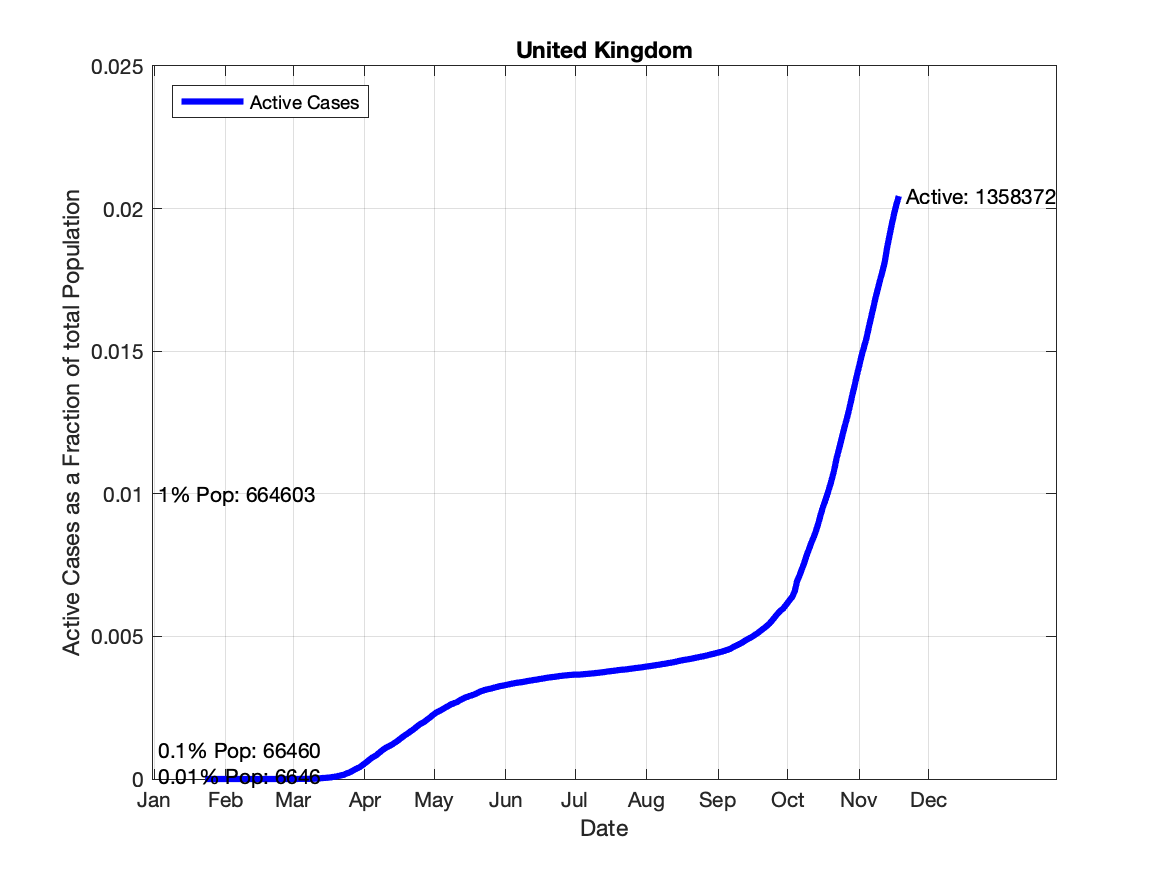 United Kingdom
Active Cases
0.025
0.02
0.015
0.01
0.005
0
Active Cases as a Fraction of total Population
Active: 1358372
1% Pop: 664603
0.1% Pop: 66460
0.01% Pop: 6646
Jan Feb Mar Apr May Jun Jul Aug Sep Oct Nov Dec
Date